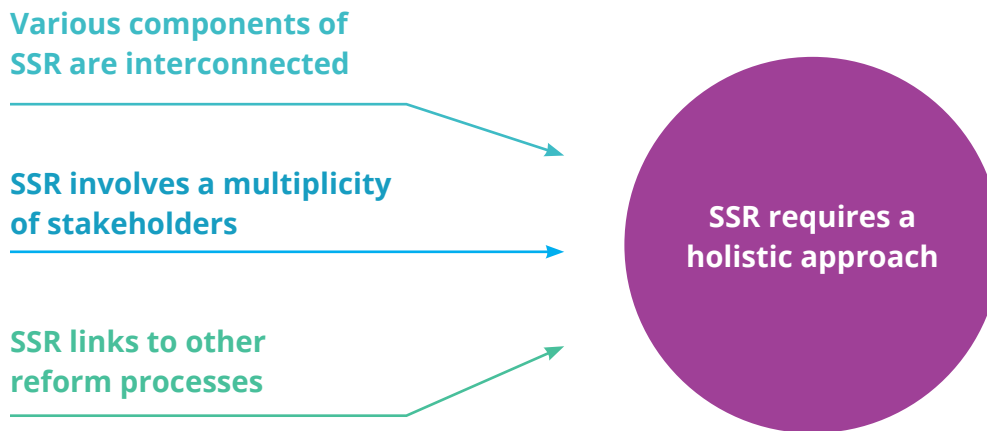 Various components of
SSR are interconnected
SSR involves a multiplicity
of stakeholders
SSR links to other
reform processes
SSR requires a
holistic approach